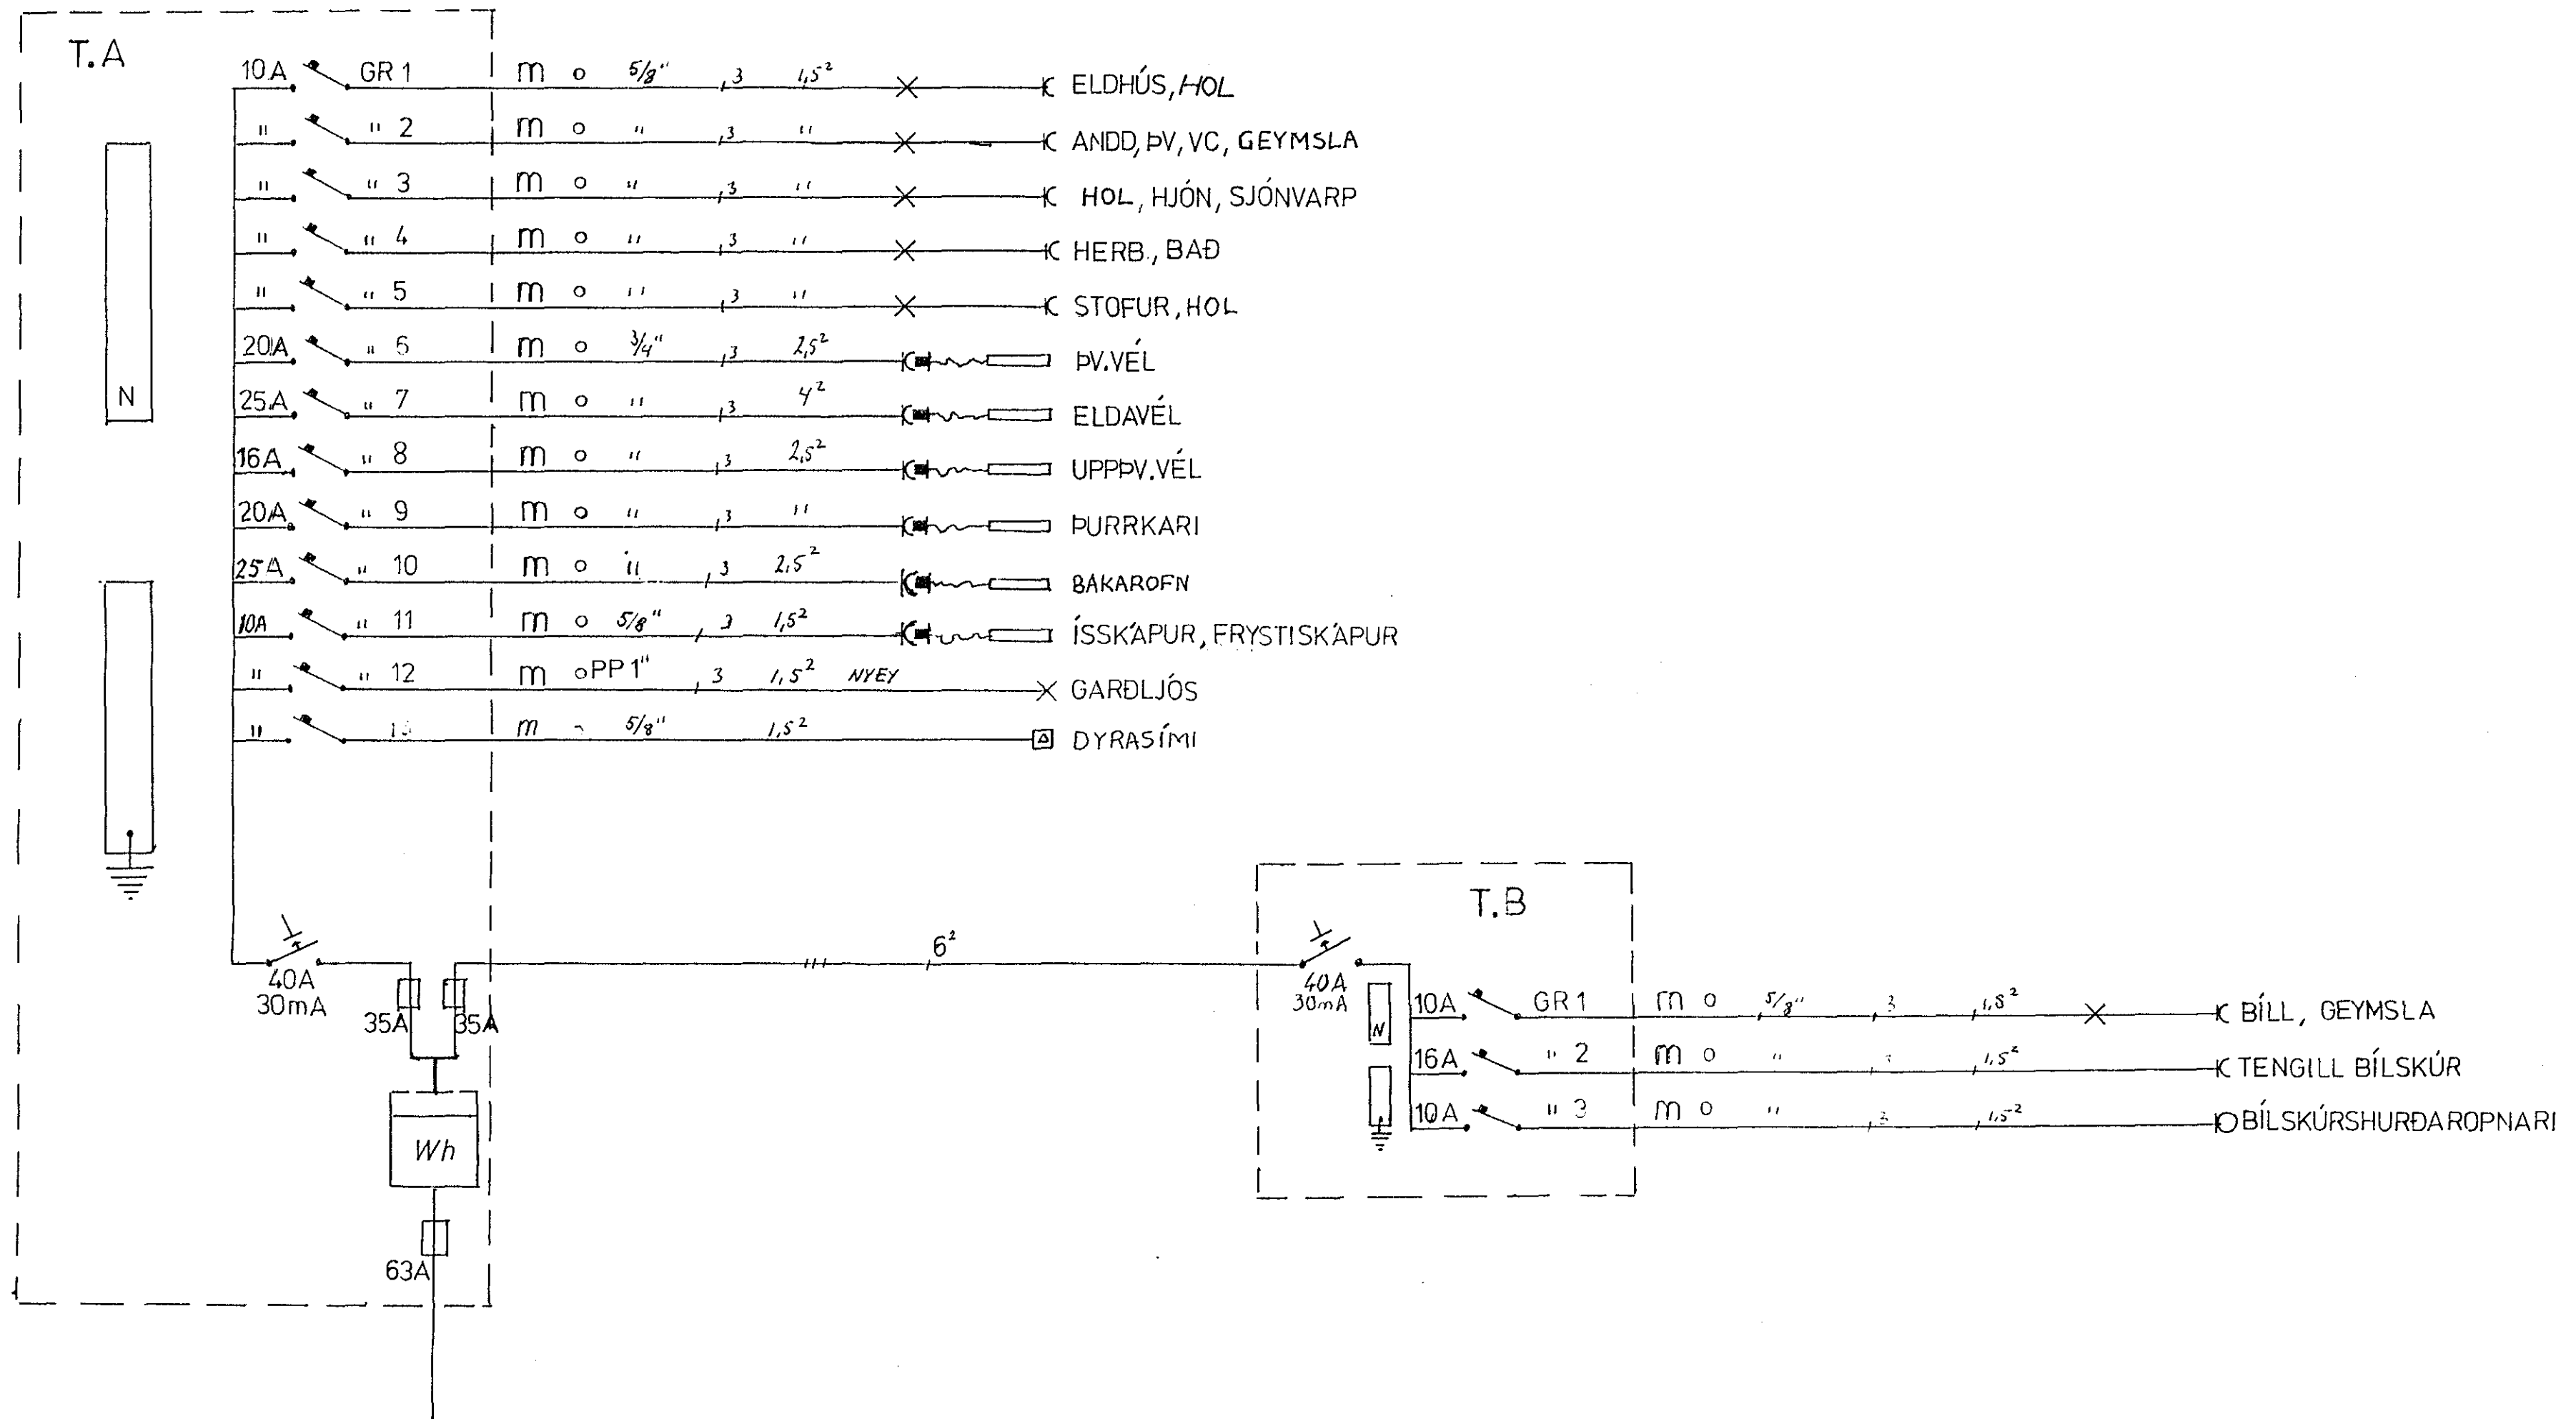 T.A
10A GR 1 m o 5/8" 3 1,5² ELDHÚS, HOL
" " 2 m o " 3 " ANDD, ÞV, VC, GEYMSLA
" " 3 m o " 3 " HOL, HJÓN, SJÓNVARP
" " 4 m o " 3 " HERB., BAÐ
" " 5 m o " 3 " STOFUR, HOL
20A " 6 m o 3/4" 3 2,5² ÞV.VÉL
25A " 7 m o " 3 4² ELDAVÉL
16A " 8 m o " 3 2,5² UPPÞV.VÉL
20A " 9 m o " 3 " ÞURRKARI
25A " 10 m o " 3 2,5² BAKAROFN
10A " 11 m o 5/8" 3 1,5² ÍSSKÁPUR, FRYSTISKÁPUR
" " 12 m o PP 1" 3 1,5² NYEY GARÐLJÓS
" m 5/8" 1,5² DYRASÍMI
N
40A
30mA
35A 35A
Wh
63A
6²
T.B
40A
30mA
N
10A GR 1 m o 5/8" 3 1,5² BÍLL, GEYMSLA
16A " 2 m o " 1,5² TENGILL BÍLSKÚR
10A " 3 m o " 3 1,5² BÍLSKÚRSHURÐAROPNARI